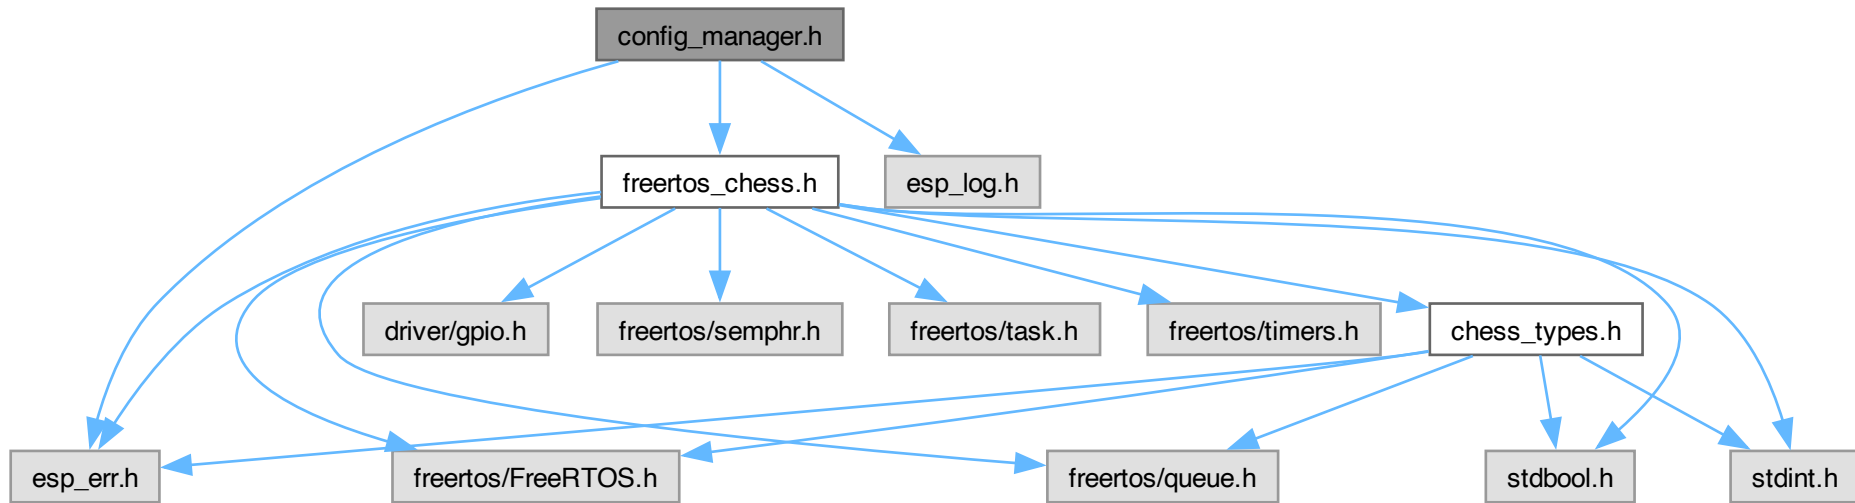 config_manager.h
freertos_chess.h
esp_log.h
driver/gpio.h
freertos/semphr.h
freertos/task.h
freertos/timers.h
chess_types.h
esp_err.h
freertos/FreeRTOS.h
freertos/queue.h
stdbool.h
stdint.h